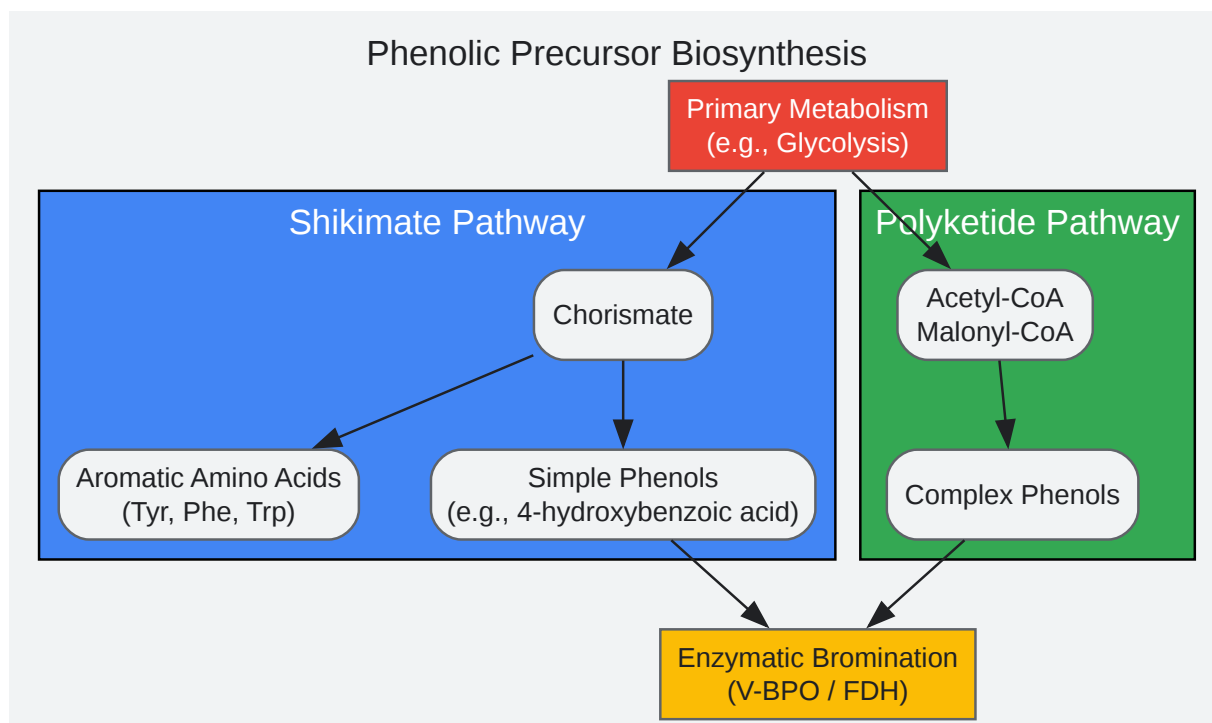 Phenolic Precursor Biosynthesis
Primary Metabolism
(e.g., Glycolysis)
Shikimate Pathway
Polyketide Pathway
Chorismate
Acetyl-CoA
Malonyl-CoA
Aromatic Amino Acids
(Tyr, Phe, Trp)
Simple Phenols
(e.g., 4-hydroxybenzoic acid)
Complex Phenols
Enzymatic Bromination
(V-BPO / FDH)